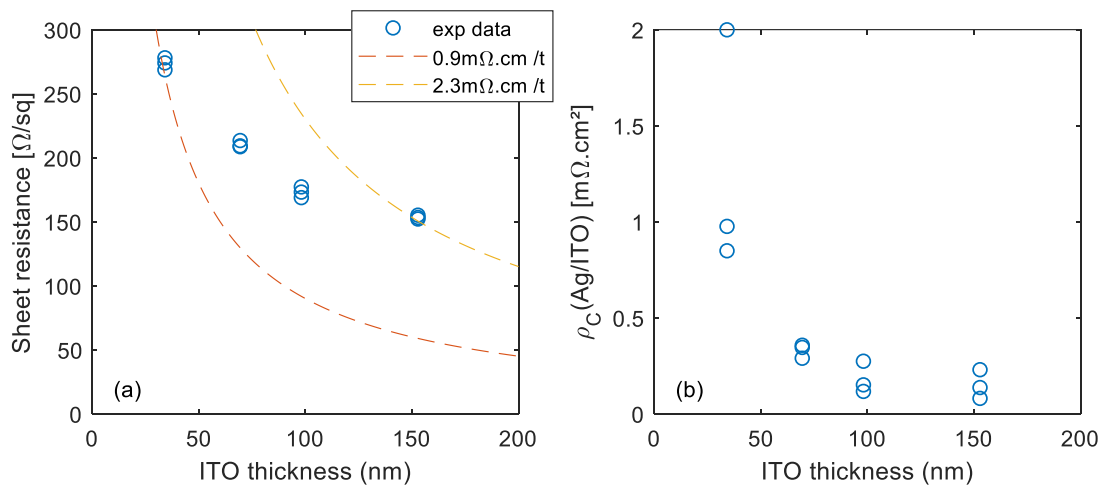 300
250
200
150
100
50
0
Sheet resistance [Ω/sq]
exp data
0.9mΩ.cm /t
2.3mΩ.cm /t
(a)
0 50 100 150 200
ITO thickness (nm)
2
1.5
1
0.5
0
ρC(Ag/ITO) [mΩ.cm²]
(b)
0 50 100 150 200
ITO thickness (nm)